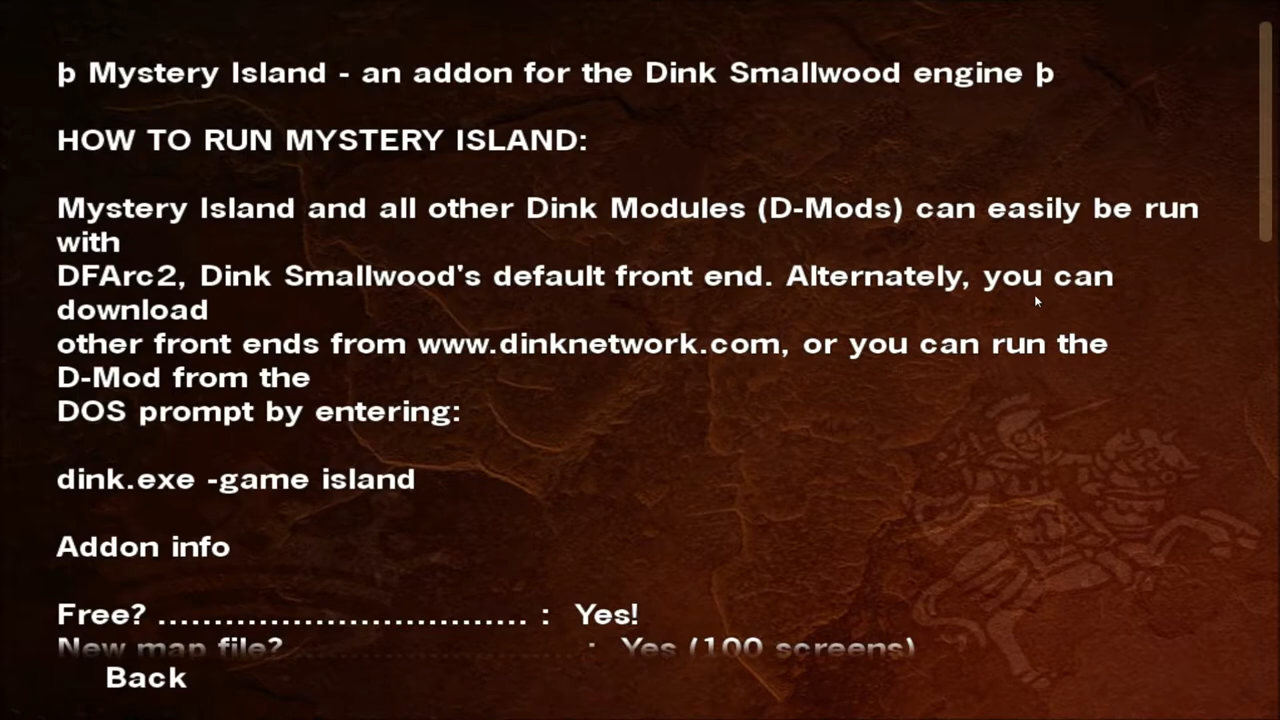 þ Mystery Island - an addon for the Dink Smallwood engine þ
HOW TO RUN MYSTERY ISLAND:
Mystery Island and all other Dink Modules (D-Mods) can easily be run
with
DFArc2, Dink Smallwood's default front end. Alternately, you can
download
other front ends from www.dinknetwork.com, or you can run the
D-Mod from the
DOS prompt by entering:
dink.exe -game island
Addon info
Free? ................................. :  Yes!
New map file? ........................... :  Yes (100 screens)
Back